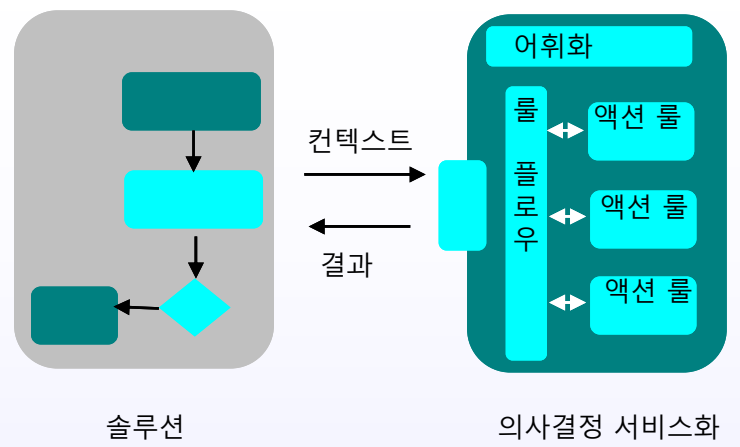 어휘화
룰 플로우
액션 룰
액션 룰
액션 룰
컨텍스트
결과
솔루션
의사결정 서비스화